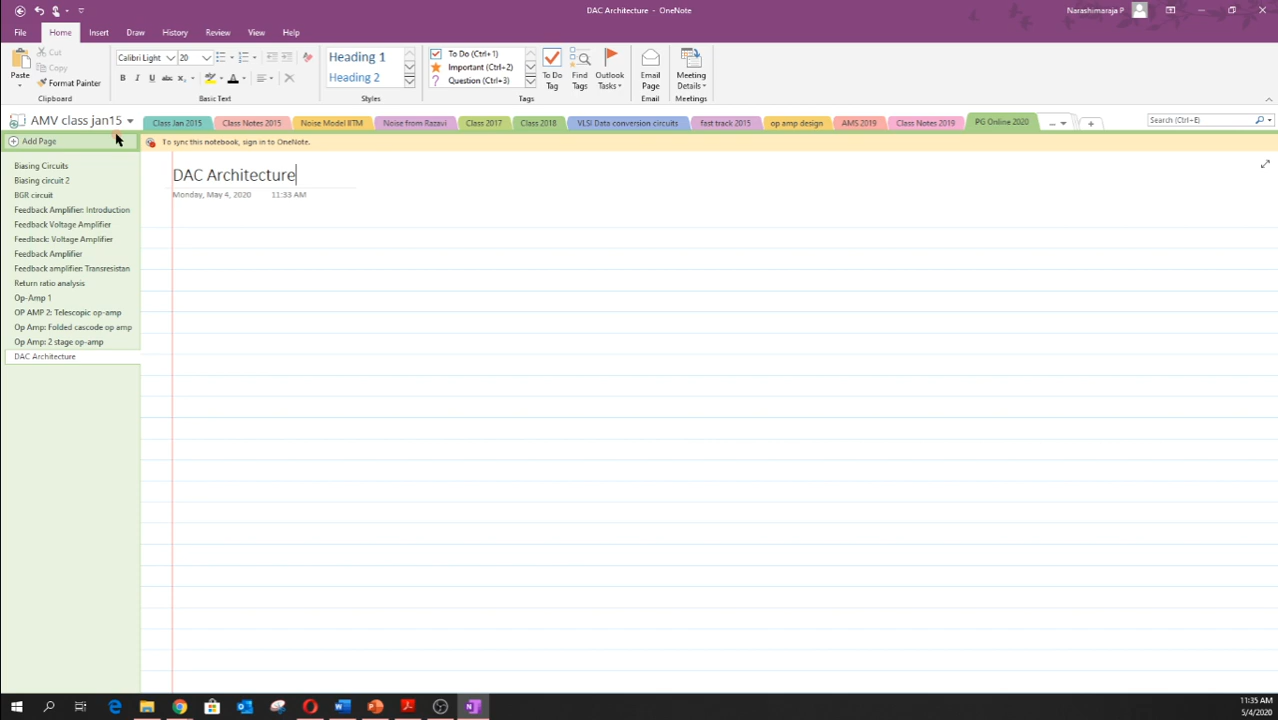 DAC Architecture - OneNote
Narashimaraja P
File Home Insert Draw History Review View Help
Paste
Cut
Copy
Format Painter
Clipboard
Calibri Light 20
B I U abc X₂ A
Basic Text
Heading 1
Heading 2
Styles
To Do (Ctrl+1)
Important (Ctrl+2)
Question (Ctrl+3)
To Do Tag
Find Tags
Outlook Tasks
Tags
Email Page
Email
Meeting Details
Meetings
AMV class jan15
Class Jan 2015 Class Notes 2015 Noise Model IITM Noise from Razavi Class 2017 Class 2018 VLSI Data conversion circuits fast track 2015 op amp design AMS 2019 Class Notes 2019 PG Online 2020 ...
Search (Ctrl+E)
Add Page
To sync this notebook, sign in to OneNote.
Biasing Circuits
Biasing circuit 2
BGR circuit
Feedback Amplifier: Introduction
Feedback Voltage Amplifier
Feedback: Voltage Amplifier
Feedback Amplifier
Feedback amplifier: Transresistan
Return ratio analysis
Op-Amp 1
OP AMP 2: Telescopic op-amp
Op Amp: Folded cascode op amp
Op Amp: 2 stage op-amp
DAC Architecture
DAC Architecture
Monday, May 4, 2020 11:33 AM
11:35 AM
5/4/2020